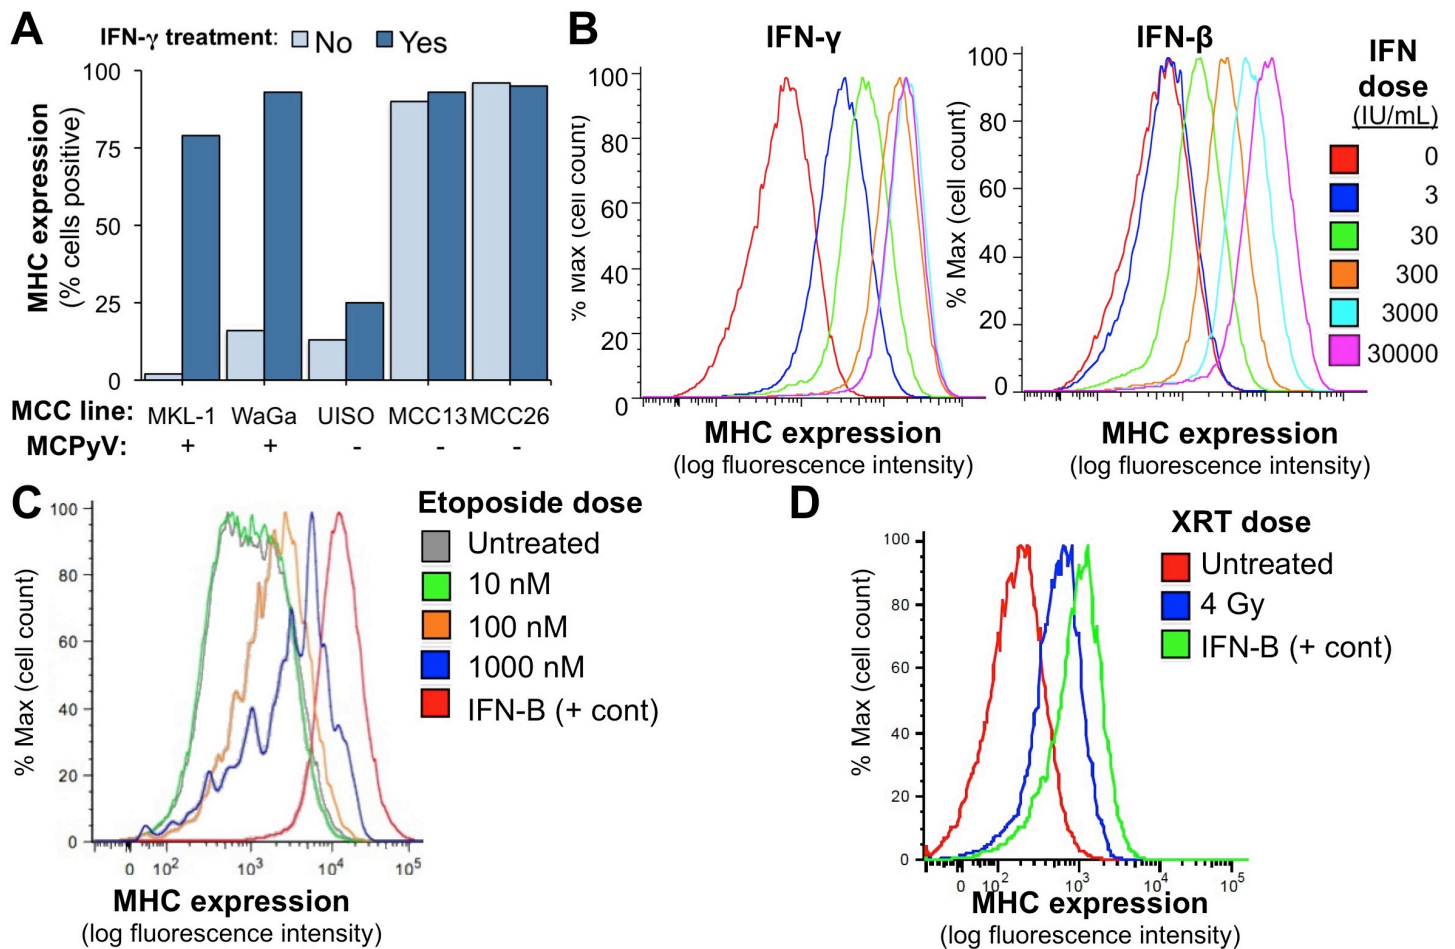 A
IFN-γ treatment: No Yes
MHC expression
(% cells positive)
100
75
50
25
0
MCC line: MKL-1 WaGa UISO MCC13 MCC26
MCPyV: + + - - -
B
IFN-γ
% Max (cell count)
100
80
60
40
20
0
MHC expression
(log fluorescence intensity)
IFN-β
% Max (cell count)
100
80
60
40
20
0
MHC expression
(log fluorescence intensity)
IFN
dose
(IU/mL)
0
3
30
300
3000
30000
C
% Max (cell count)
100
80
60
40
20
0
0 10² 10³ 10⁴ 10⁵
MHC expression
(log fluorescence intensity)
Etoposide dose
Untreated
10 nM
100 nM
1000 nM
IFN-B (+ cont)
D
% Max (cell count)
100
80
60
40
20
0
0 10² 10³ 10⁴ 10⁵
MHC expression
(log fluorescence intensity)
XRT dose
Untreated
4 Gy
IFN-B (+ cont)